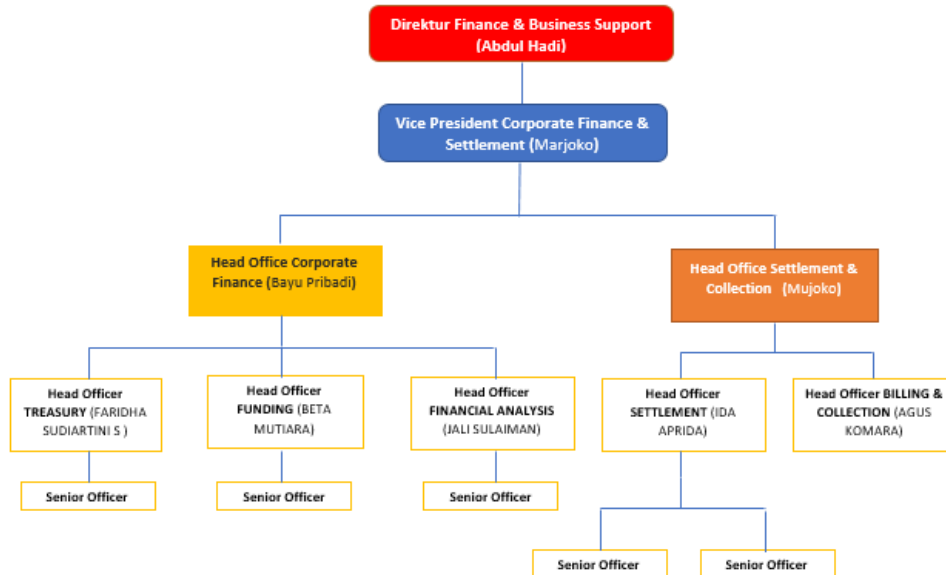 Direktur Finance & Business Support
(Abdul Hadi)
Vice President Corporate Finance &
Settlement (Marjoko)
Head Office Corporate
Finance (Bayu Pribadi)
Head Office Settlement &
Collection (Mujoko)
Head Officer
TREASURY (FARIDHA
SUDIARTINI S )
Head Officer
FUNDING (BETA
MUTIARA)
Head Officer
FINANCIAL ANALYSIS
(JALI SULAIMAN)
Head Officer
SETTLEMENT (IDA
APRIDA)
Head Officer BILLING &
COLLECTION (AGUS
KOMARA)
Senior Officer
Senior Officer
Senior Officer
Senior Officer
Senior Officer